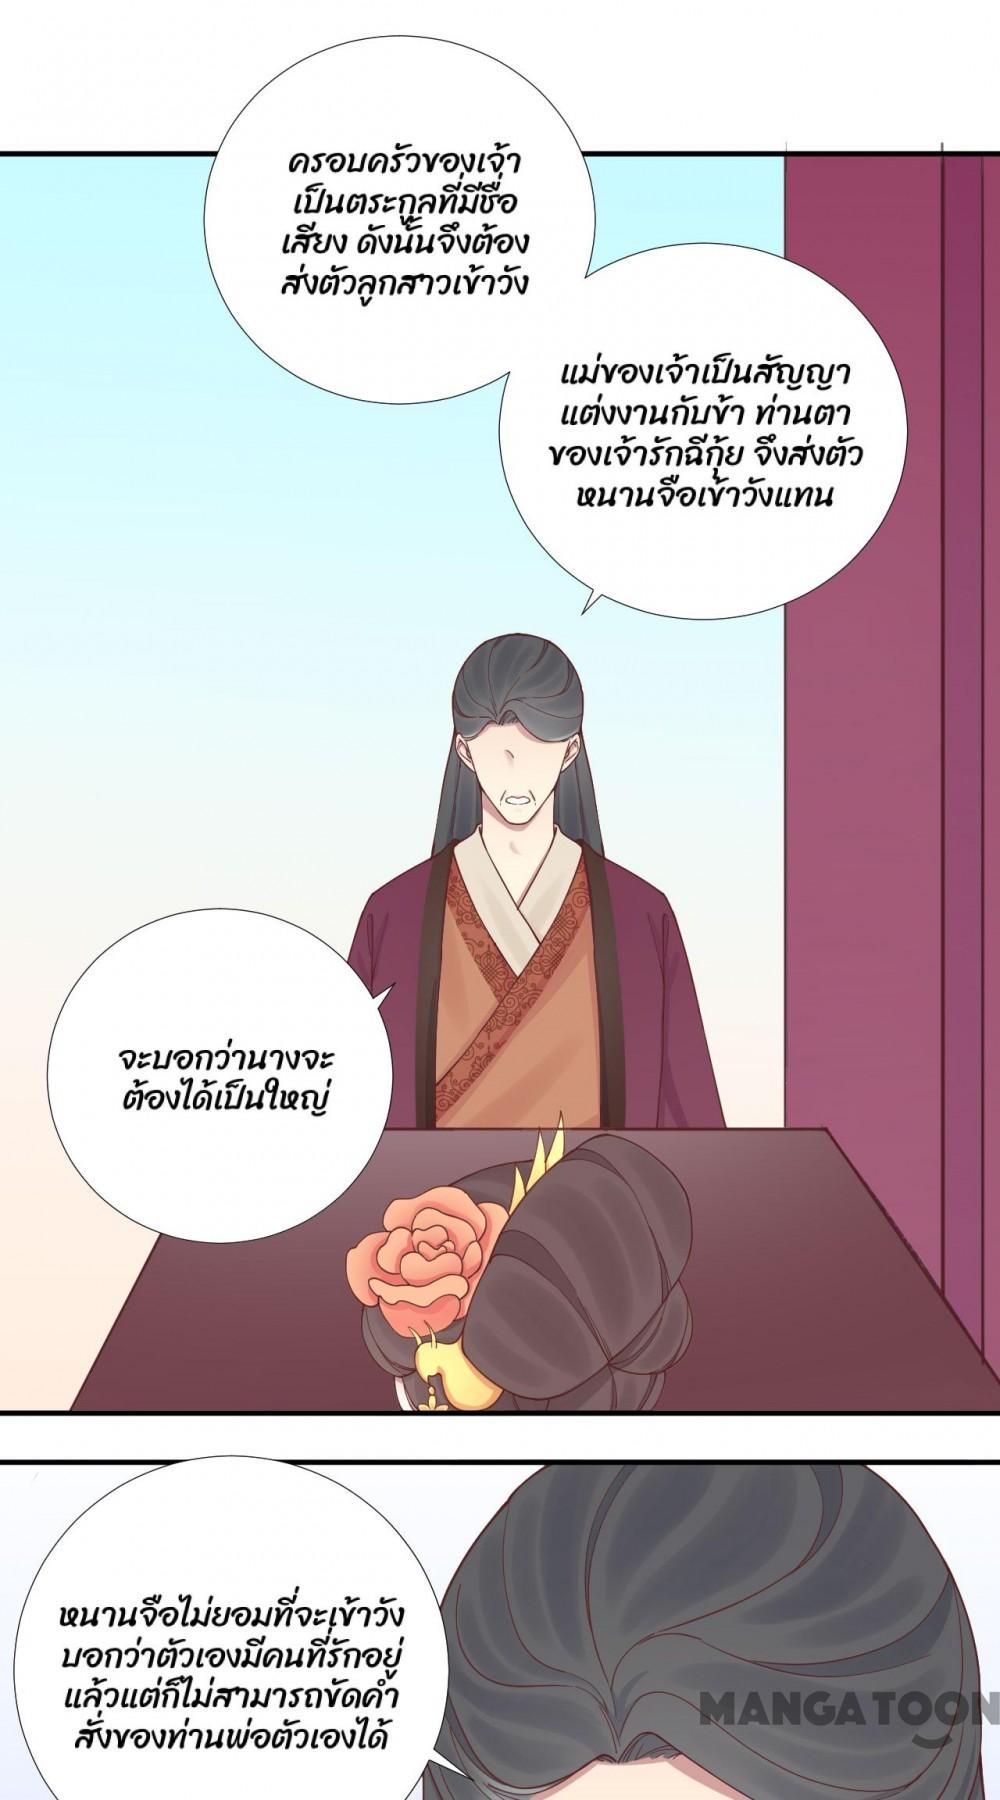 ครอบครัวของเจ้า
เป็นตระกูลที่มีชื่อ
เสียง ดังนั้นจึงต้อง
ส่งตัวลูกสาวเข้าวัง
แม่ของเจ้าเป็นสัญญา
แต่งงานกับข้า ท่านตา
ของเจ้ารักฉีกุ้ย จึงส่งตัว
หนานจือเข้าวังแทน
จะบอกว่านางจะ
ต้องได้เป็นใหญ่
หนานจือไม่ยอมที่จะเข้าวัง
บอกว่าตัวเองมีคนที่รักอยู่
แล้วแต่ก็ไม่สามารถขัดคำ
สั่งของท่านพ่อตัวเองได้
MANGATOON